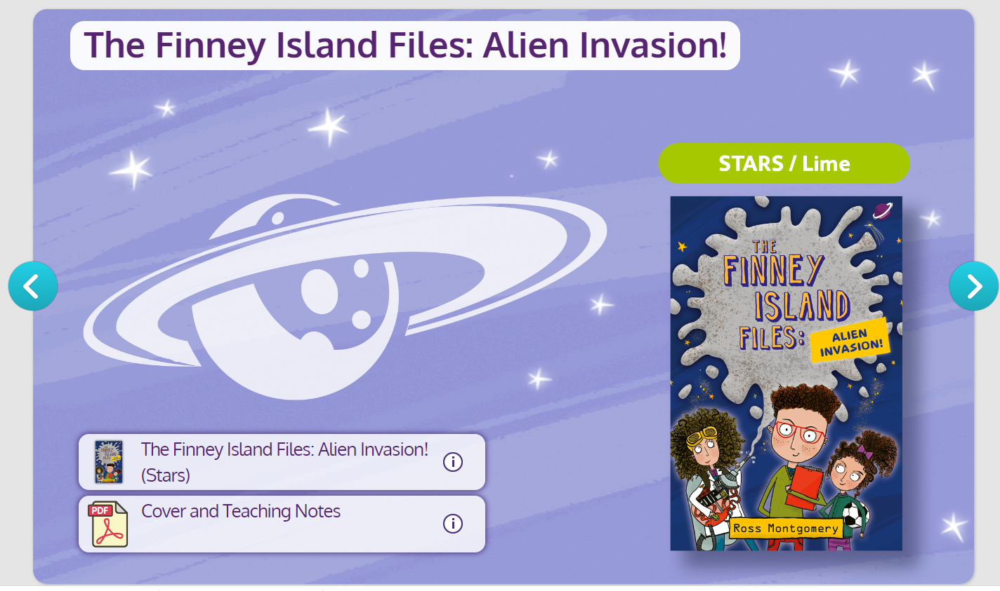 The Finney Island Files: Alien Invasion!
STARS / Lime
THE
FINNEY
ISLAND
FILES:
ALIEN
INVASION!
Ross Montgomery
The Finney Island Files: Alien Invasion!
(Stars)
PDF
Cover and Teaching Notes